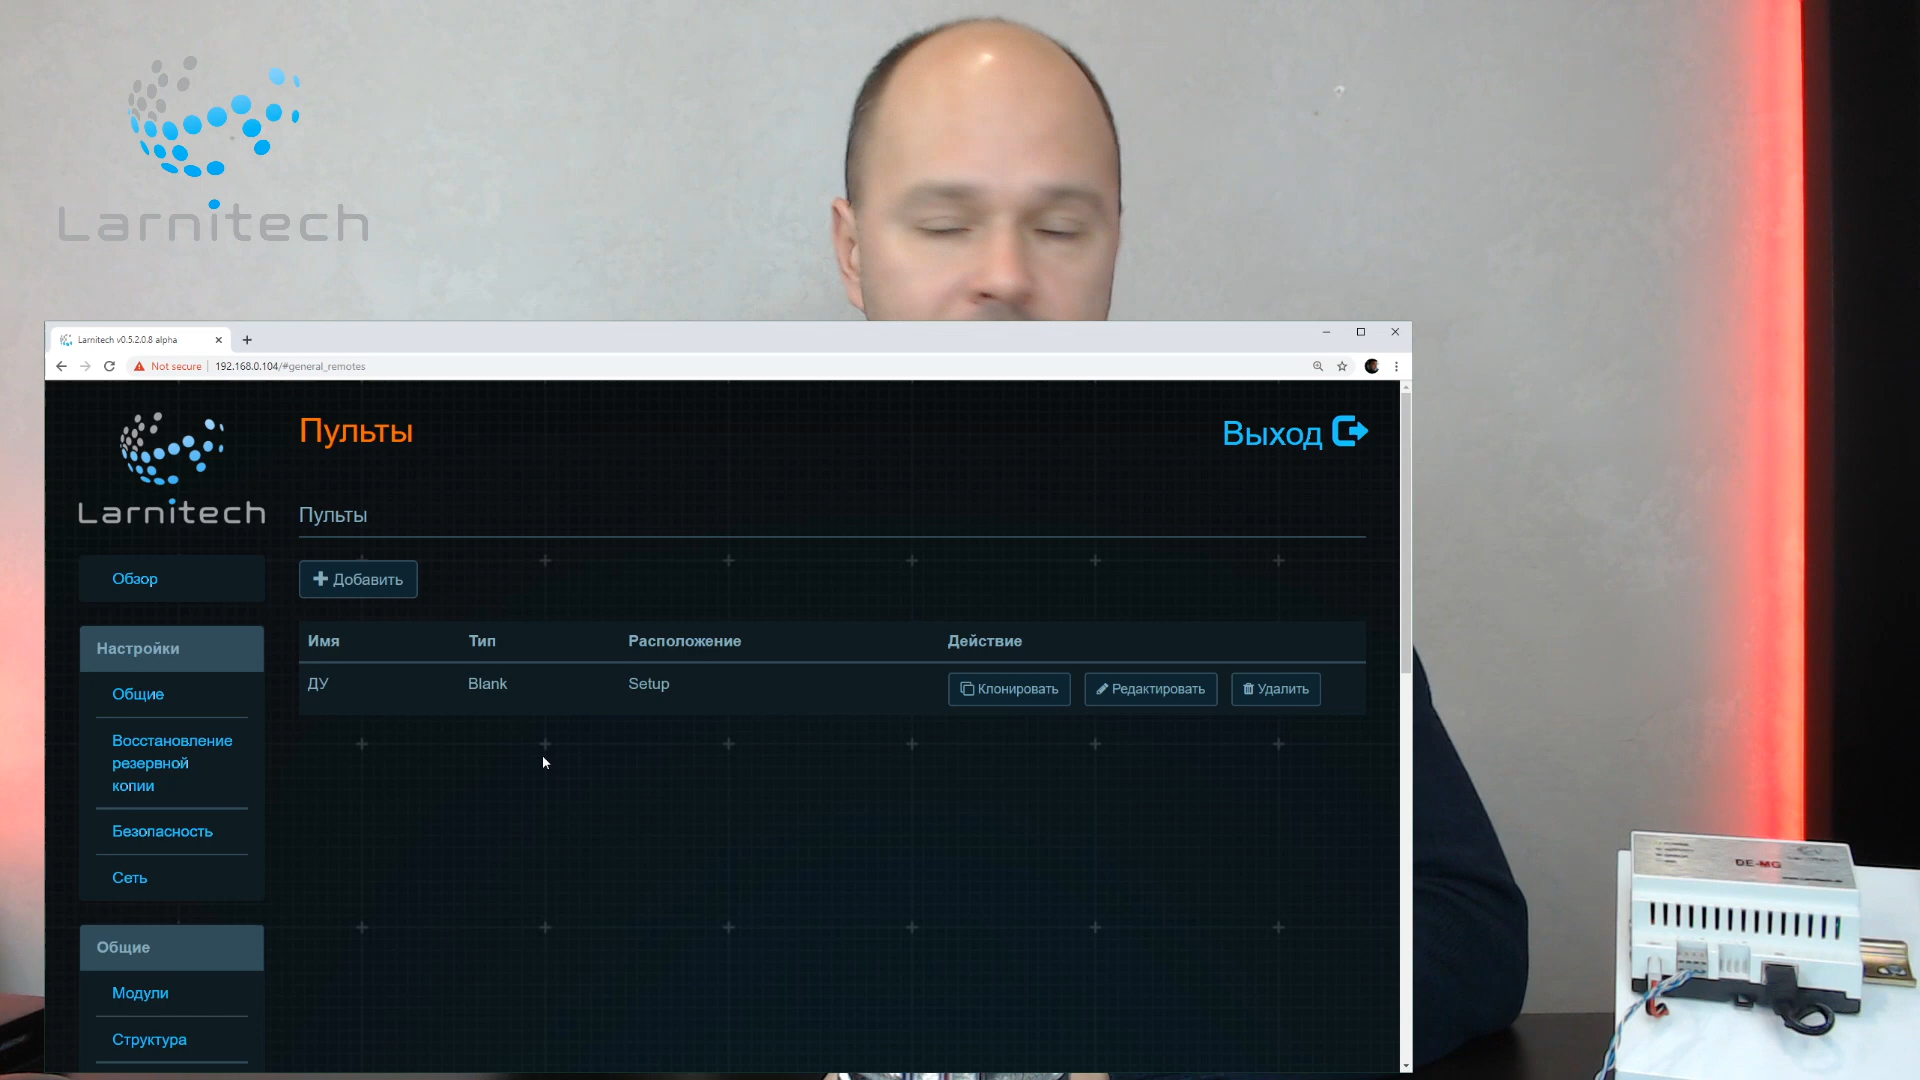 Larnitech
Larnitech v0.5.2.0.8 alpha
Not secure
192.168.0.104/#general_remotes
Larnitech
Пульты
Выход
Пульты
Добавить
Имя Тип Расположение Действие
ДУ Blank Setup Клонировать Редактировать Удалить
Обзор
Настройки
Общие
Восстановление
резервной
копии
Безопасность
Сеть
Общие
Модули
Структура
DE-MG